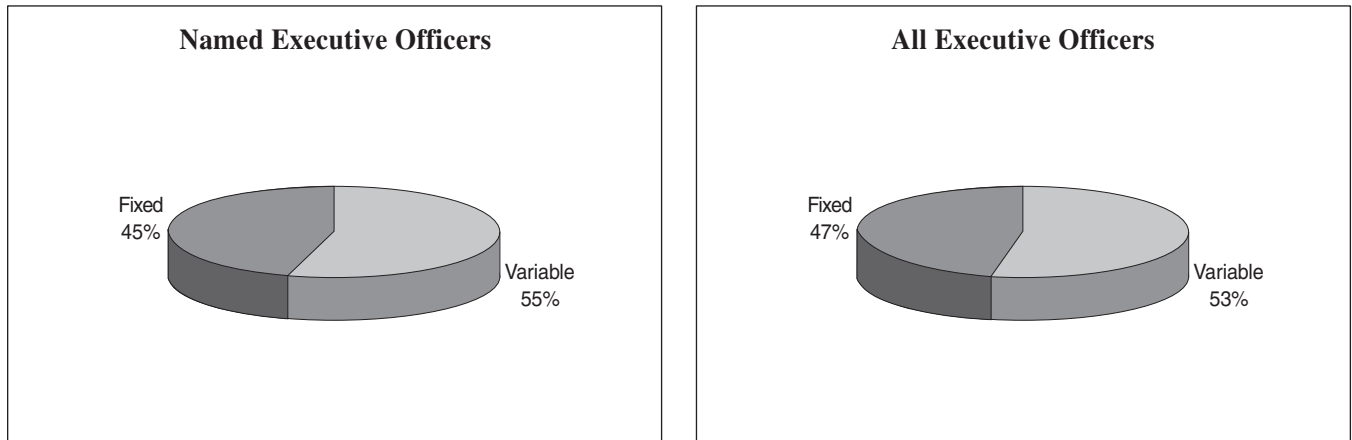 Named Executive Officers
Fixed
45%
Variable
55%
All Executive Officers
Fixed
47%
Variable
53%